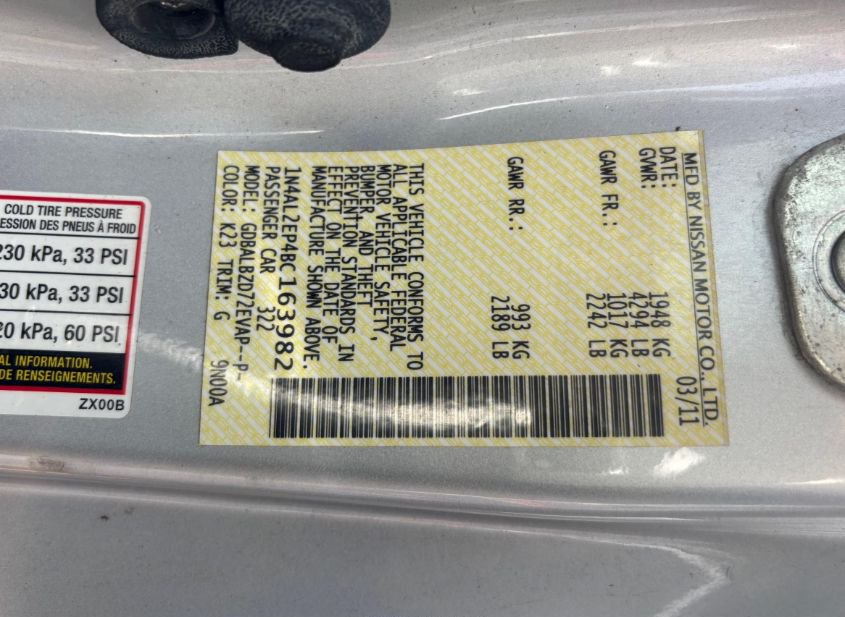 COLD TIRE PRESSURE
ESSION DES PNEUS À FROID
230 kPa, 33 PSI
30 kPa, 33 PSI
20 kPa, 60 PSI
AL INFORMATION.
DE RENSEIGNEMENTS.
ZX00B
MFD BY NISSAN MOTOR CO., LTD.
DATE: 03/11
GVWR: 1948 KG
4294 LB
GAWR FR.: 1017 KG
2242 LB
GAWR RR.: 993 KG
2189 LB
THIS VEHICLE CONFORMS TO
ALL APPLICABLE FEDERAL
MOTOR VEHICLE SAFETY,
BUMPER, AND THEFT
PREVENTION STANDARDS IN
EFFECT ON THE DATE OF
MANUFACTURE SHOWN ABOVE.
1N4AL2EP4BC163982
PASSENGER CAR 322
MODEL: GDBALBZD72EVAP--P-
COLOR: K23 TRIM: G 9N00A